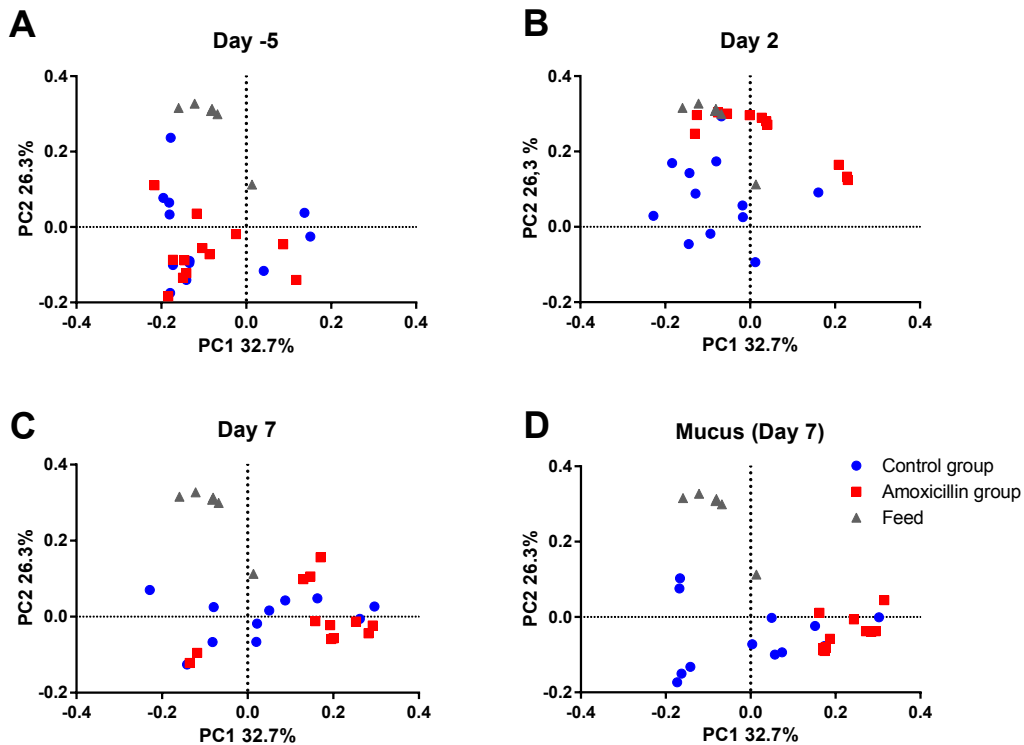 A
Day -5
0.4
0.2
0.0
-0.2
PC2 26.3%
-0.4
-0.2
0.0
0.2
0.4
PC1 32.7%
B
Day 2
0.4
0.2
0.0
-0.2
PC2 26,3 %
-0.4
-0.2
0.0
0.2
0.4
PC1 32.7%
C
Day 7
0.4
0.2
0.0
-0.2
PC2 26.3%
-0.4
-0.2
0.0
0.2
0.4
PC1 32.7%
D
Mucus (Day 7)
0.4
0.2
0.0
-0.2
PC2 26.3%
-0.4
-0.2
0.0
0.2
0.4
PC1 32.7%
Control group
Amoxicillin group
Feed